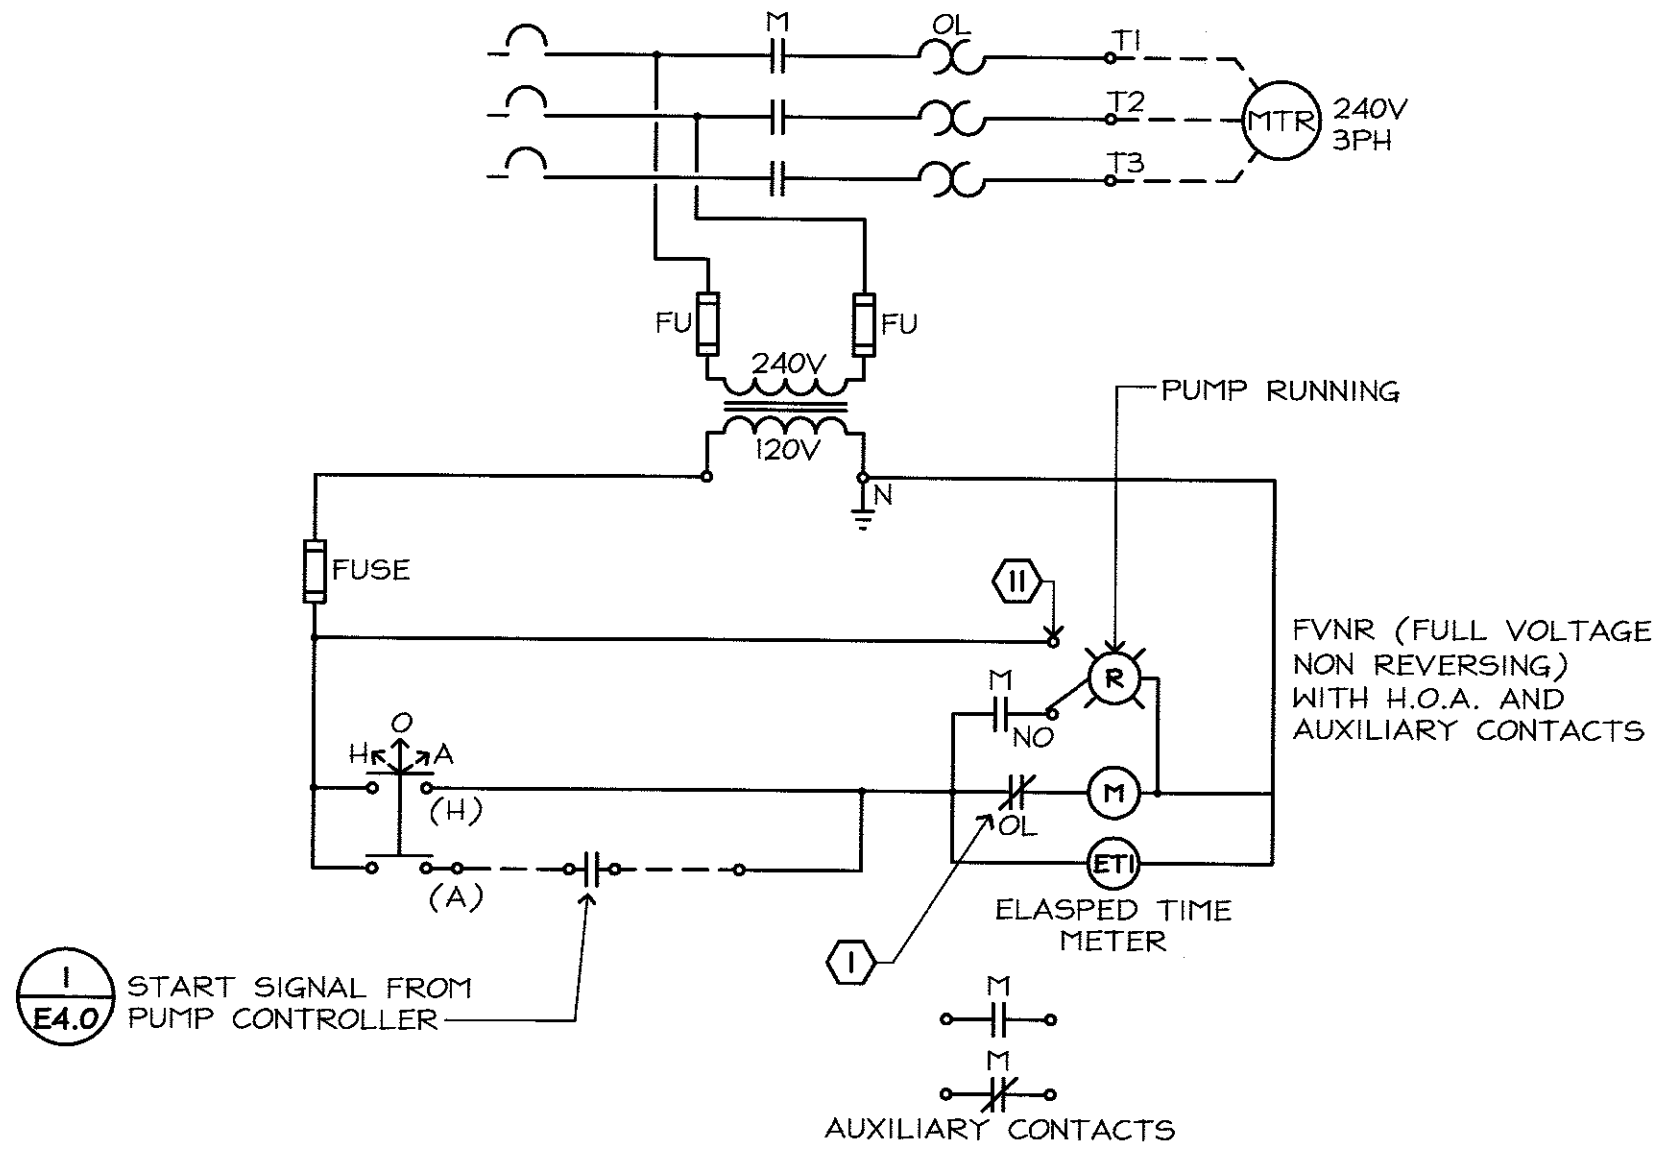 M
OL
T1
T2
T3
MTR
240V
3PH
FU
FU
240V
120V
N
PUMP RUNNING
FUSE
11
R
M
NO
FVNR (FULL VOLTAGE
NON REVERSING)
WITH H.O.A. AND
AUXILIARY CONTACTS
O
H
A
(H)
OL
M
(A)
ETI
ELASPED TIME
METER
1
1
E4.0
START SIGNAL FROM
PUMP CONTROLLER
M
M
AUXILIARY CONTACTS